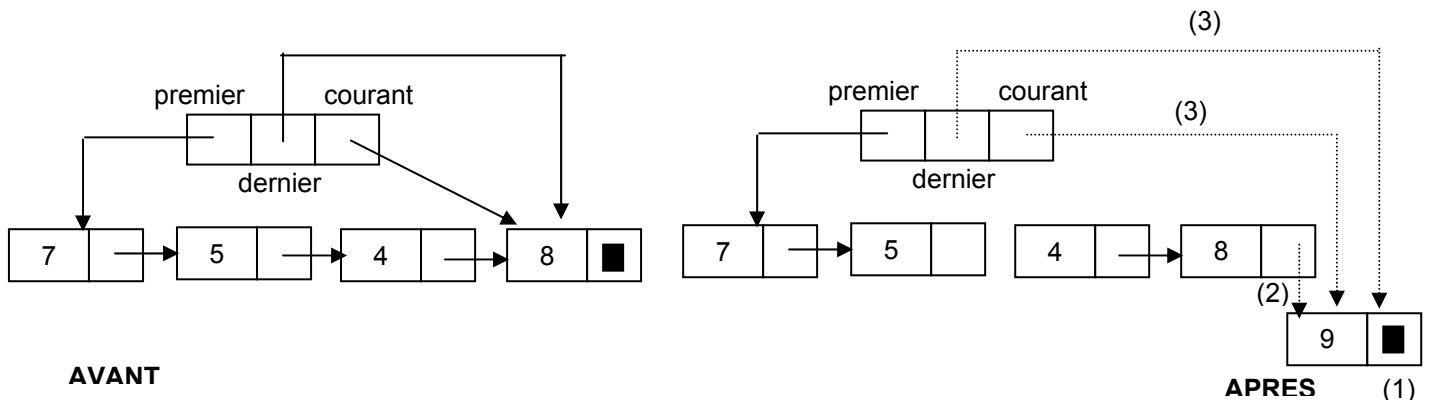 premier courant
dernier
7 5 4 8
AVANT
(3)
premier courant
(3)
dernier
7 5 4 8
(2)
9
APRES (1)